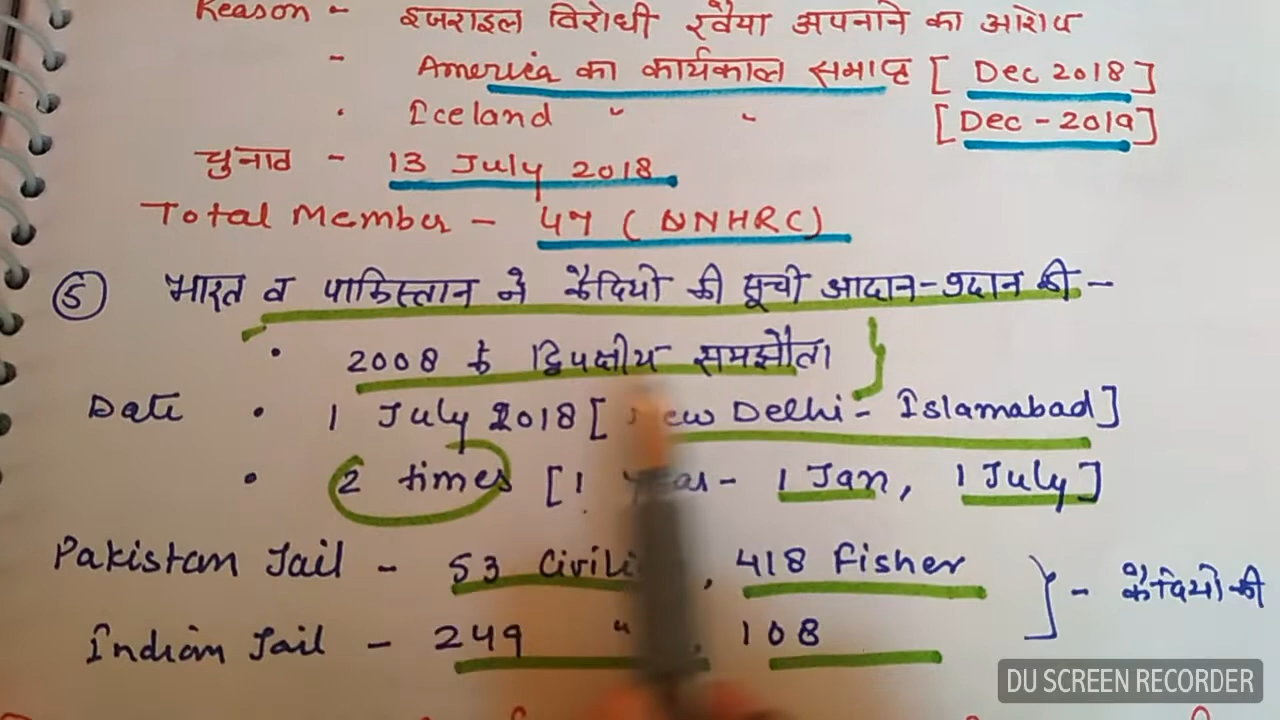 Reason - इजराइल विरोधी रवैया अपनाने का आरोप
- America का कार्यकाल समाप्त [ Dec 2018 ]
. Iceland " " [ Dec - 2019 ]
चुनाव - 13 July 2018
Total Member - 47 ( UNHRC )
5 भारत व पाकिस्तान ने कैदियो की सूची आदान-प्रदान की -
• 2008 के द्विपक्षीय समझौता
Date • 1 July 2018 [ New Delhi - Islamabad ]
• 2 times [ 1 year - 1 Jan, 1 July ]
Pakistan Jail - 53 , 418 Fisher
Indian Jail - 249 " , 108
- कैदियो की
DU SCREEN RECORDER